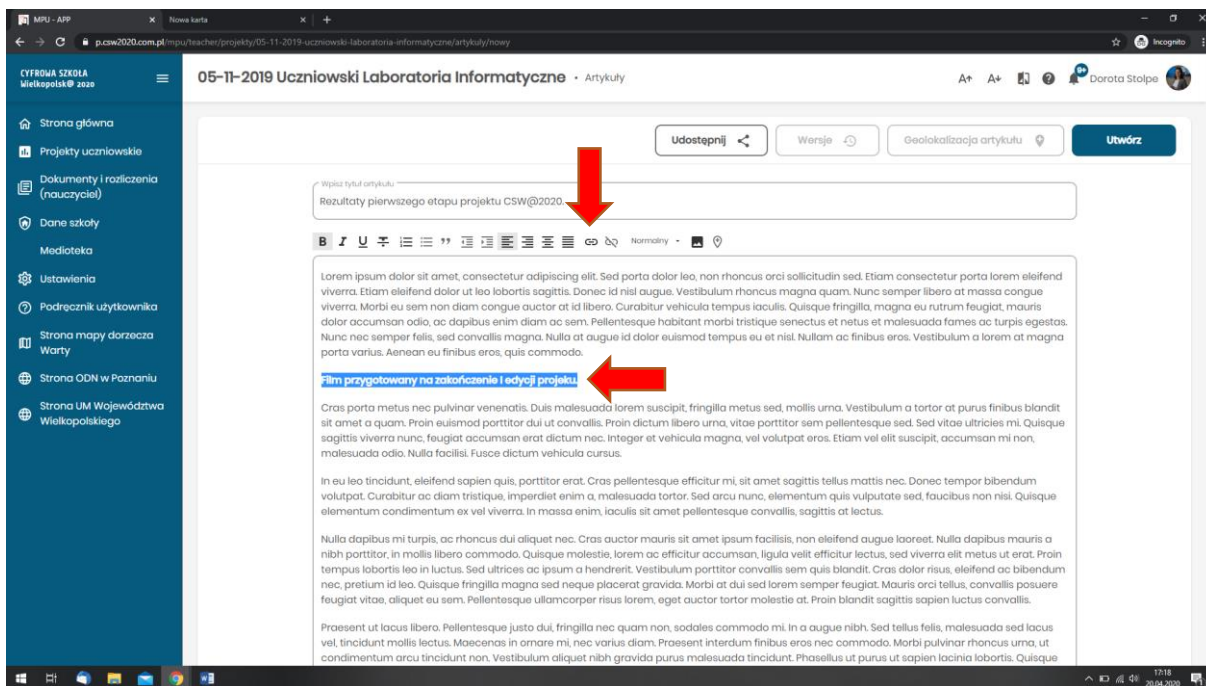 MPU - APP
Nowa karta
p.csw2020.com.pl/mpu/teacher/projekty/05-11-2019-uczniowski-laboratoria-informatyczne/artykuly/nowy
Incognito
CYFROWA SZKOŁA
Wielkopolsk@ 2020
05-11-2019 Uczniowski Laboratoria Informatyczne • Artykuły
A↑ A↓
9+
Dorota Stolpe
Strona główna
Projekty uczniowskie
Dokumenty i rozliczenia
(nauczyciel)
Dane szkoły
Medioteka
Ustawienia
Podręcznik użytkownika
Strona mapy dorzecza
Warty
Strona ODN w Poznaniu
Strona UM Województwa
Wielkopolskiego
Udostępnij
Wersje
Geolokalizacja artykułu
Utwórz
Wpisz tytuł artykułu
Rezultaty pierwszego etapu projektu CSW@2020.
B I U T
Normalny
Lorem ipsum dolor sit amet, consectetur adipiscing elit. Sed porta dolor leo, non rhoncus orci sollicitudin sed. Etiam consectetur porta lorem eleifend
viverra. Etiam eleifend dolor ut leo lobortis sagittis. Donec id nisl augue. Vestibulum rhoncus magna quam. Nunc semper libero at massa congue
viverra. Morbi eu sem non diam congue auctor at id libero. Curabitur vehicula tempus iaculis. Quisque fringilla, magna eu rutrum feugiat, mauris
dolor accumsan odio, ac dapibus enim diam ac sem. Pellentesque habitant morbi tristique senectus et netus et malesuada fames ac turpis egestas.
Nunc nec semper felis, sed convallis magna. Nulla at augue id dolor euismod tempus eu et nisl. Nullam ac finibus eros. Vestibulum a lorem at magna
porta varius. Aenean eu finibus eros, quis commodo.
Film przygotowany na zakończenie I edycji projeku.
Cras porta metus nec pulvinar venenatis. Duis malesuada lorem suscipit, fringilla metus sed, mollis urna. Vestibulum a tortor at purus finibus blandit
sit amet a quam. Proin euismod porttitor dui ut convallis. Proin dictum libero urna, vitae porttitor sem pellentesque sed. Sed vitae ultricies mi. Quisque
sagittis viverra nunc, feugiat accumsan erat dictum nec. Integer et vehicula magna, vel volutpat eros. Etiam vel elit suscipit, accumsan mi non,
malesuada odio. Nulla facilisi. Fusce dictum vehicula cursus.
In eu leo tincidunt, eleifend sapien quis, porttitor erat. Cras pellentesque efficitur mi, sit amet sagittis tellus mattis nec. Donec tempor bibendum
volutpat. Curabitur ac diam tristique, imperdiet enim a, malesuada tortor. Sed arcu nunc, elementum quis vulputate sed, faucibus non nisi. Quisque
elementum condimentum ex vel viverra. In massa enim, iaculis sit amet pellentesque convallis, sagittis at lectus.
Nulla dapibus mi turpis, ac rhoncus dui aliquet nec. Cras auctor mauris sit amet ipsum facilisis, non eleifend augue laoreet. Nulla dapibus mauris a
nibh porttitor, in mollis libero commodo. Quisque molestie, lorem ac efficitur accumsan, ligula velit efficitur lectus, sed viverra elit metus ut erat. Proin
tempus lobortis leo in luctus. Sed ultrices ac ipsum a hendrerit. Vestibulum porttitor convallis sem quis blandit. Cras dolor risus, eleifend ac bibendum
nec, pretium id leo. Quisque fringilla magna sed neque placerat gravida. Morbi at dui sed lorem semper feugiat. Mauris orci tellus, convallis posuere
feugiat vitae, aliquet eu sem. Pellentesque ullamcorper risus lorem, eget auctor tortor molestie at. Proin blandit sagittis sapien luctus convallis.
Praesent ut lacus libero. Pellentesque justo dui, fringilla nec quam non, sodales commodo mi. In a augue nibh. Sed tellus felis, malesuada sed lacus
vel, tincidunt mollis lectus. Maecenas in ornare mi, nec varius diam. Praesent interdum finibus eros nec commodo. Morbi pulvinar rhoncus urna, ut
condimentum arcu tincidunt non. Vestibulum aliquet nibh gravida purus malesuada tincidunt. Phasellus ut purus ut sapien lacinia lobortis. Quisque
17:18
20.04.2020